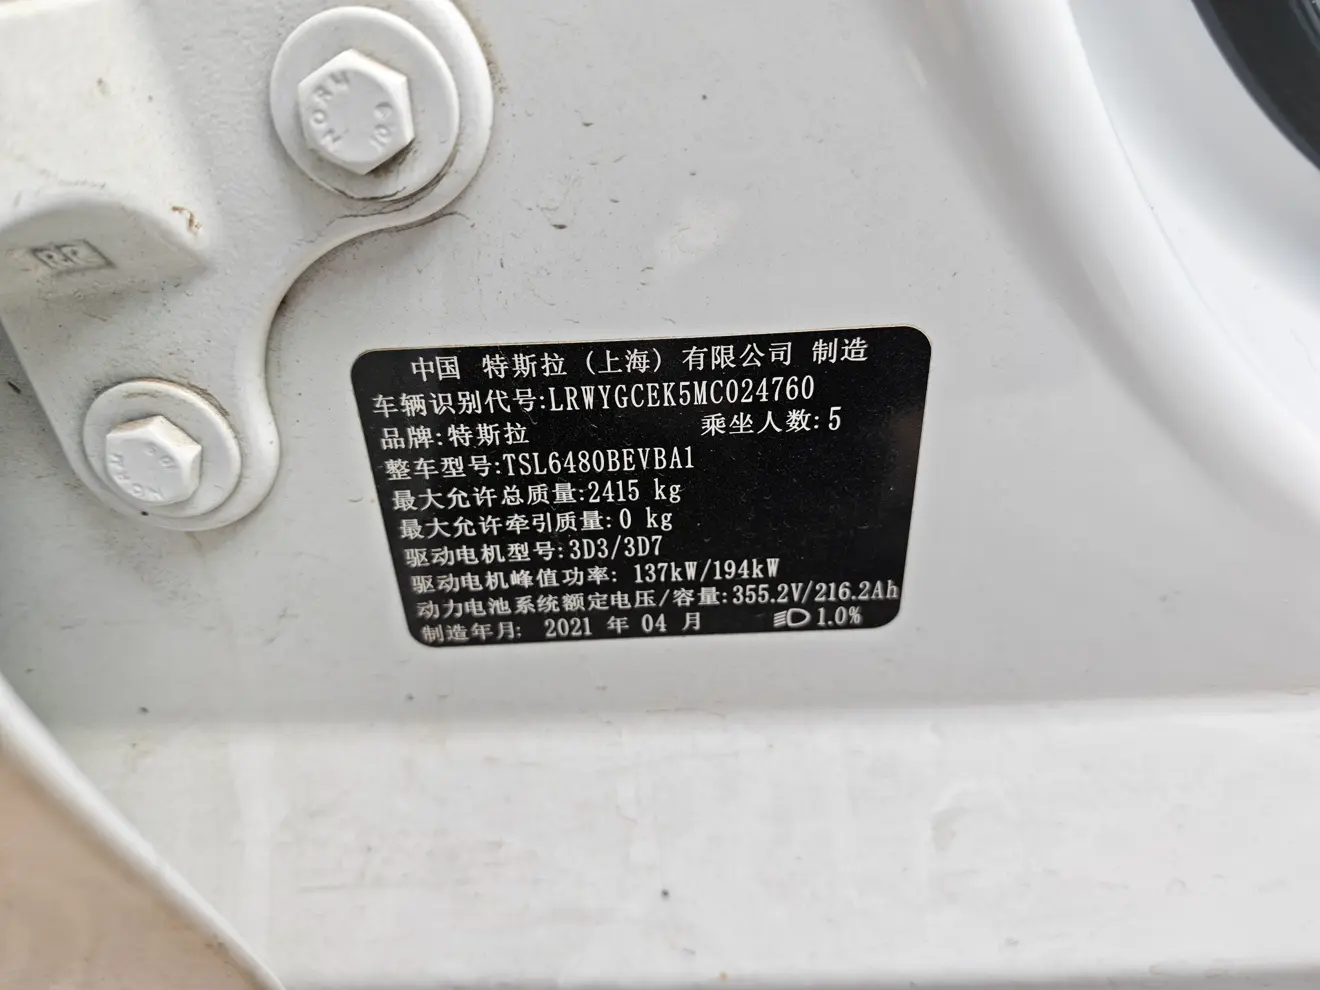 中国 特斯拉（上海）有限公司 制造
车辆识别代号:LRWYGCEK5MC024760
品牌:特斯拉 乘坐人数:5
整车型号:TSL6480BEVBA1
最大允许总质量:2415 kg
最大允许牵引质量:0 kg
驱动电机型号:3D3/3D7
驱动电机峰值功率: 137kW/194kW
动力电池系统额定电压/容量:355.2V/216.2Ah
制造年月: 2021 年 04 月 1.0%